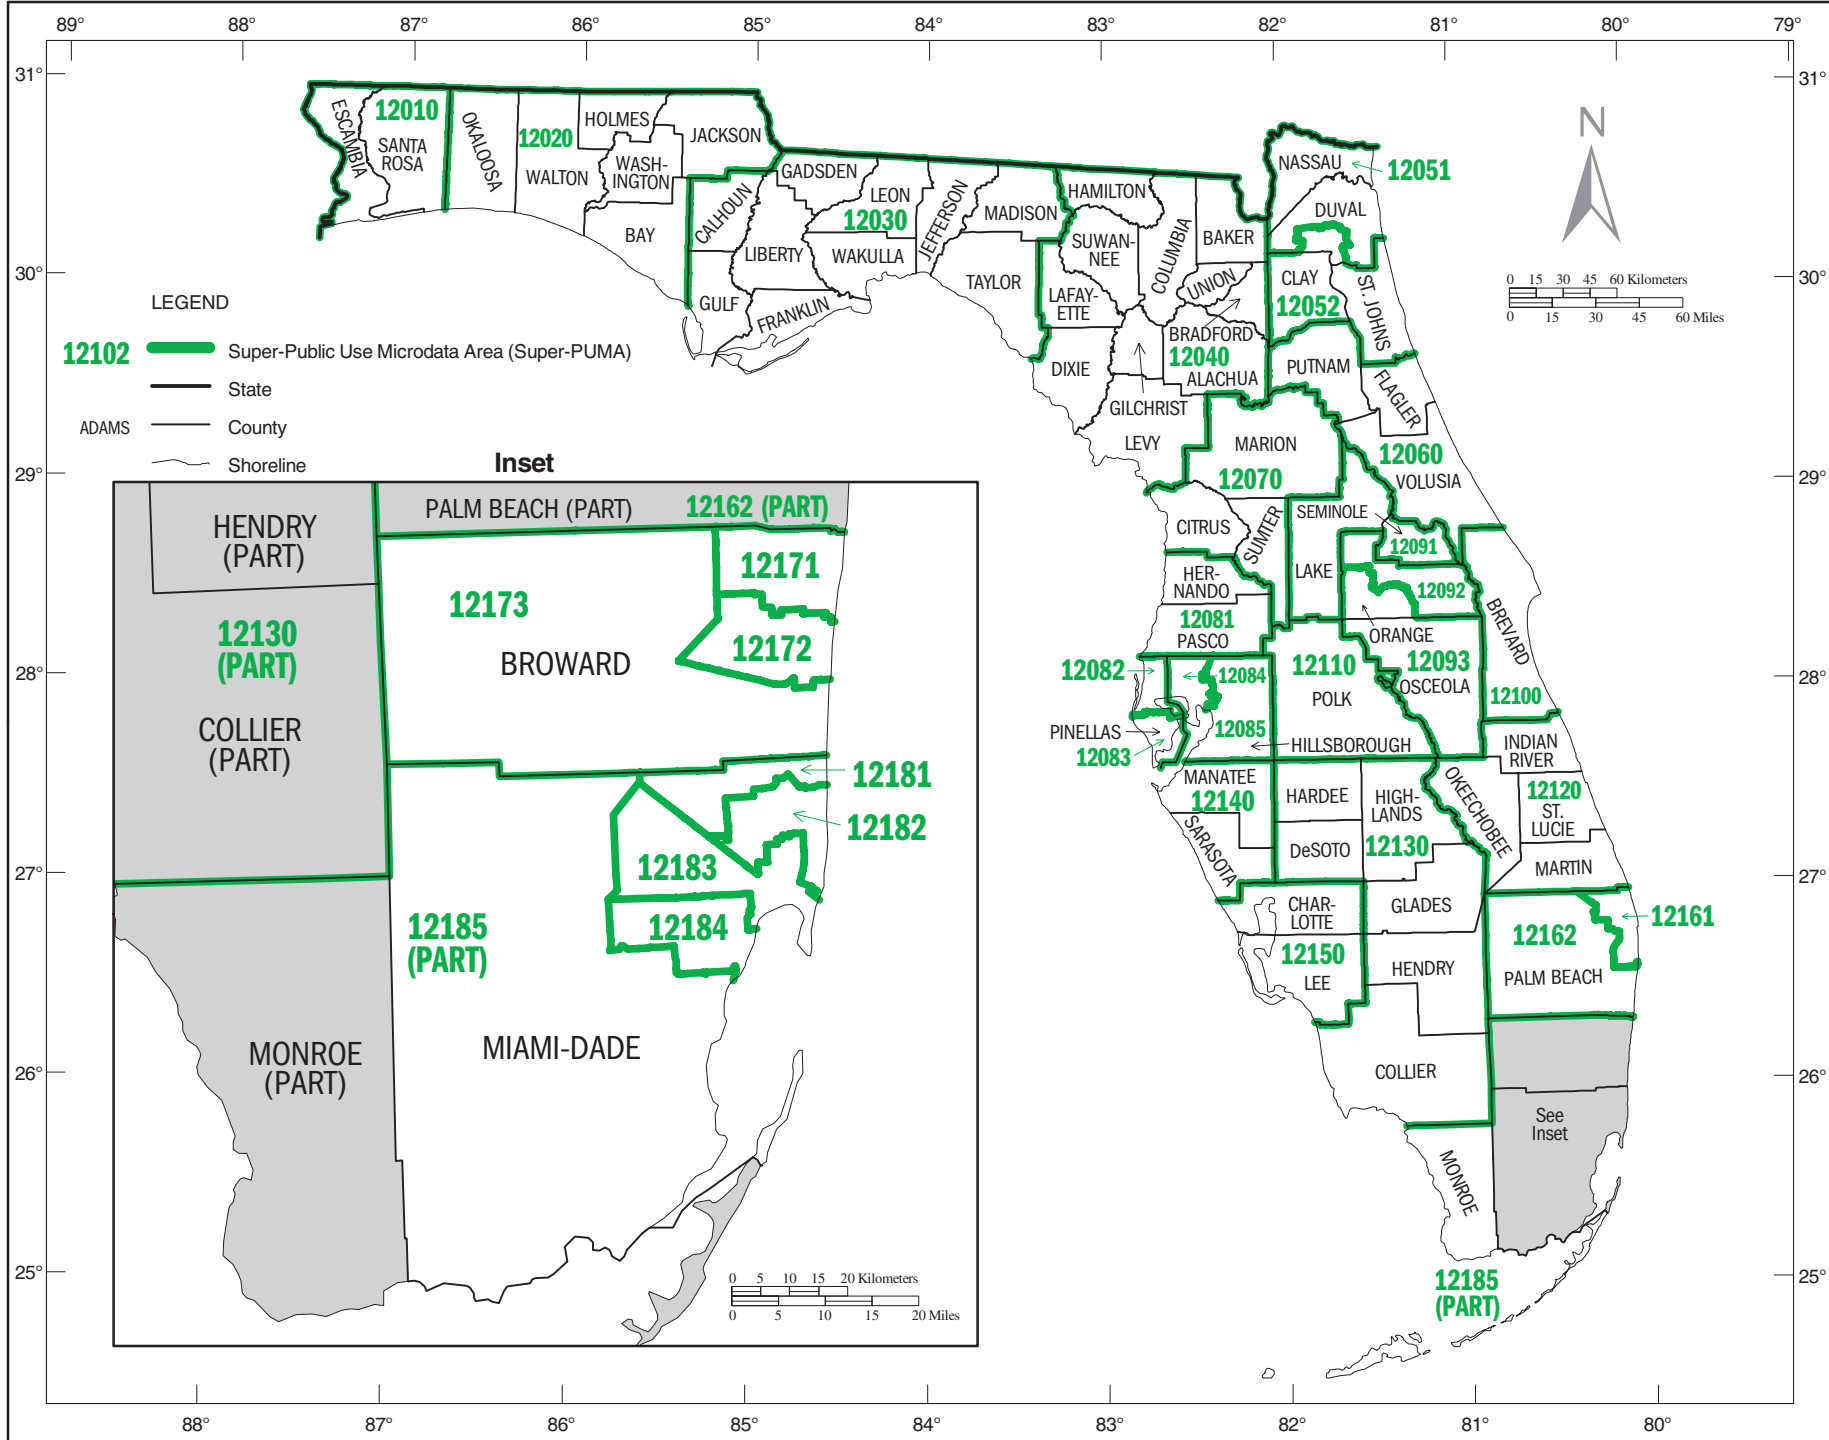 89° 88° 87° 86° 85° 84° 83° 82° 81° 80° 79°
31° 31°
30° 30°
29° 29°
28° 28°
27° 27°
26° 26°
25° 25°
88° 87° 86° 85° 84° 83° 82° 81° 80°
N
0 15 30 45 60 Kilometers
0 15 30 45 60 Miles
LEGEND
12102 Super-Public Use Microdata Area (Super-PUMA)
State
ADAMS County
Shoreline
ESCAMBIA
12010
SANTA
ROSA
OKALOOSA
12020
WALTON
HOLMES
WASH-
INGTON
JACKSON
BAY
CALHOUN
GULF
GADSDEN
LIBERTY
FRANKLIN
LEON
12030
WAKULLA
JEFFERSON
MADISON
TAYLOR
HAMILTON
SUWAN-
NEE
LAFAY-
ETTE
DIXIE
COLUMBIA
BAKER
UNION
BRADFORD
12040
ALACHUA
GILCHRIST
LEVY
NASSAU
12051
DUVAL
CLAY
12052
ST. JOHNS
PUTNAM
FLAGLER
MARION
12070
12060
VOLUSIA
CITRUS
SUMTER
SEMINOLE
12091
LAKE
12092
HER-
NANDO
12081
PASCO
ORANGE
BREVARD
12082
12084
12110
12093
OSCEOLA
POLK
12100
12085
PINELLAS
12083
HILLSBOROUGH
INDIAN
RIVER
MANATEE
12140
HARDEE
HIGH-
LANDS
OKEECHOBEE
12120
ST.
LUCIE
SARASOTA
DeSOTO
12130
MARTIN
CHAR-
LOTTE
GLADES
12161
12162
12150
LEE
HENDRY
PALM BEACH
COLLIER
See
Inset
MONROE
12185
(PART)
Inset
HENDRY
(PART)
PALM BEACH (PART)
12162 (PART)
12171
12173
12172
12130
(PART)
BROWARD
COLLIER
(PART)
12181
12182
12183
12184
12185
(PART)
MONROE
(PART)
MIAMI-DADE
0 5 10 15 20 Kilometers
0 5 10 15 20 Miles